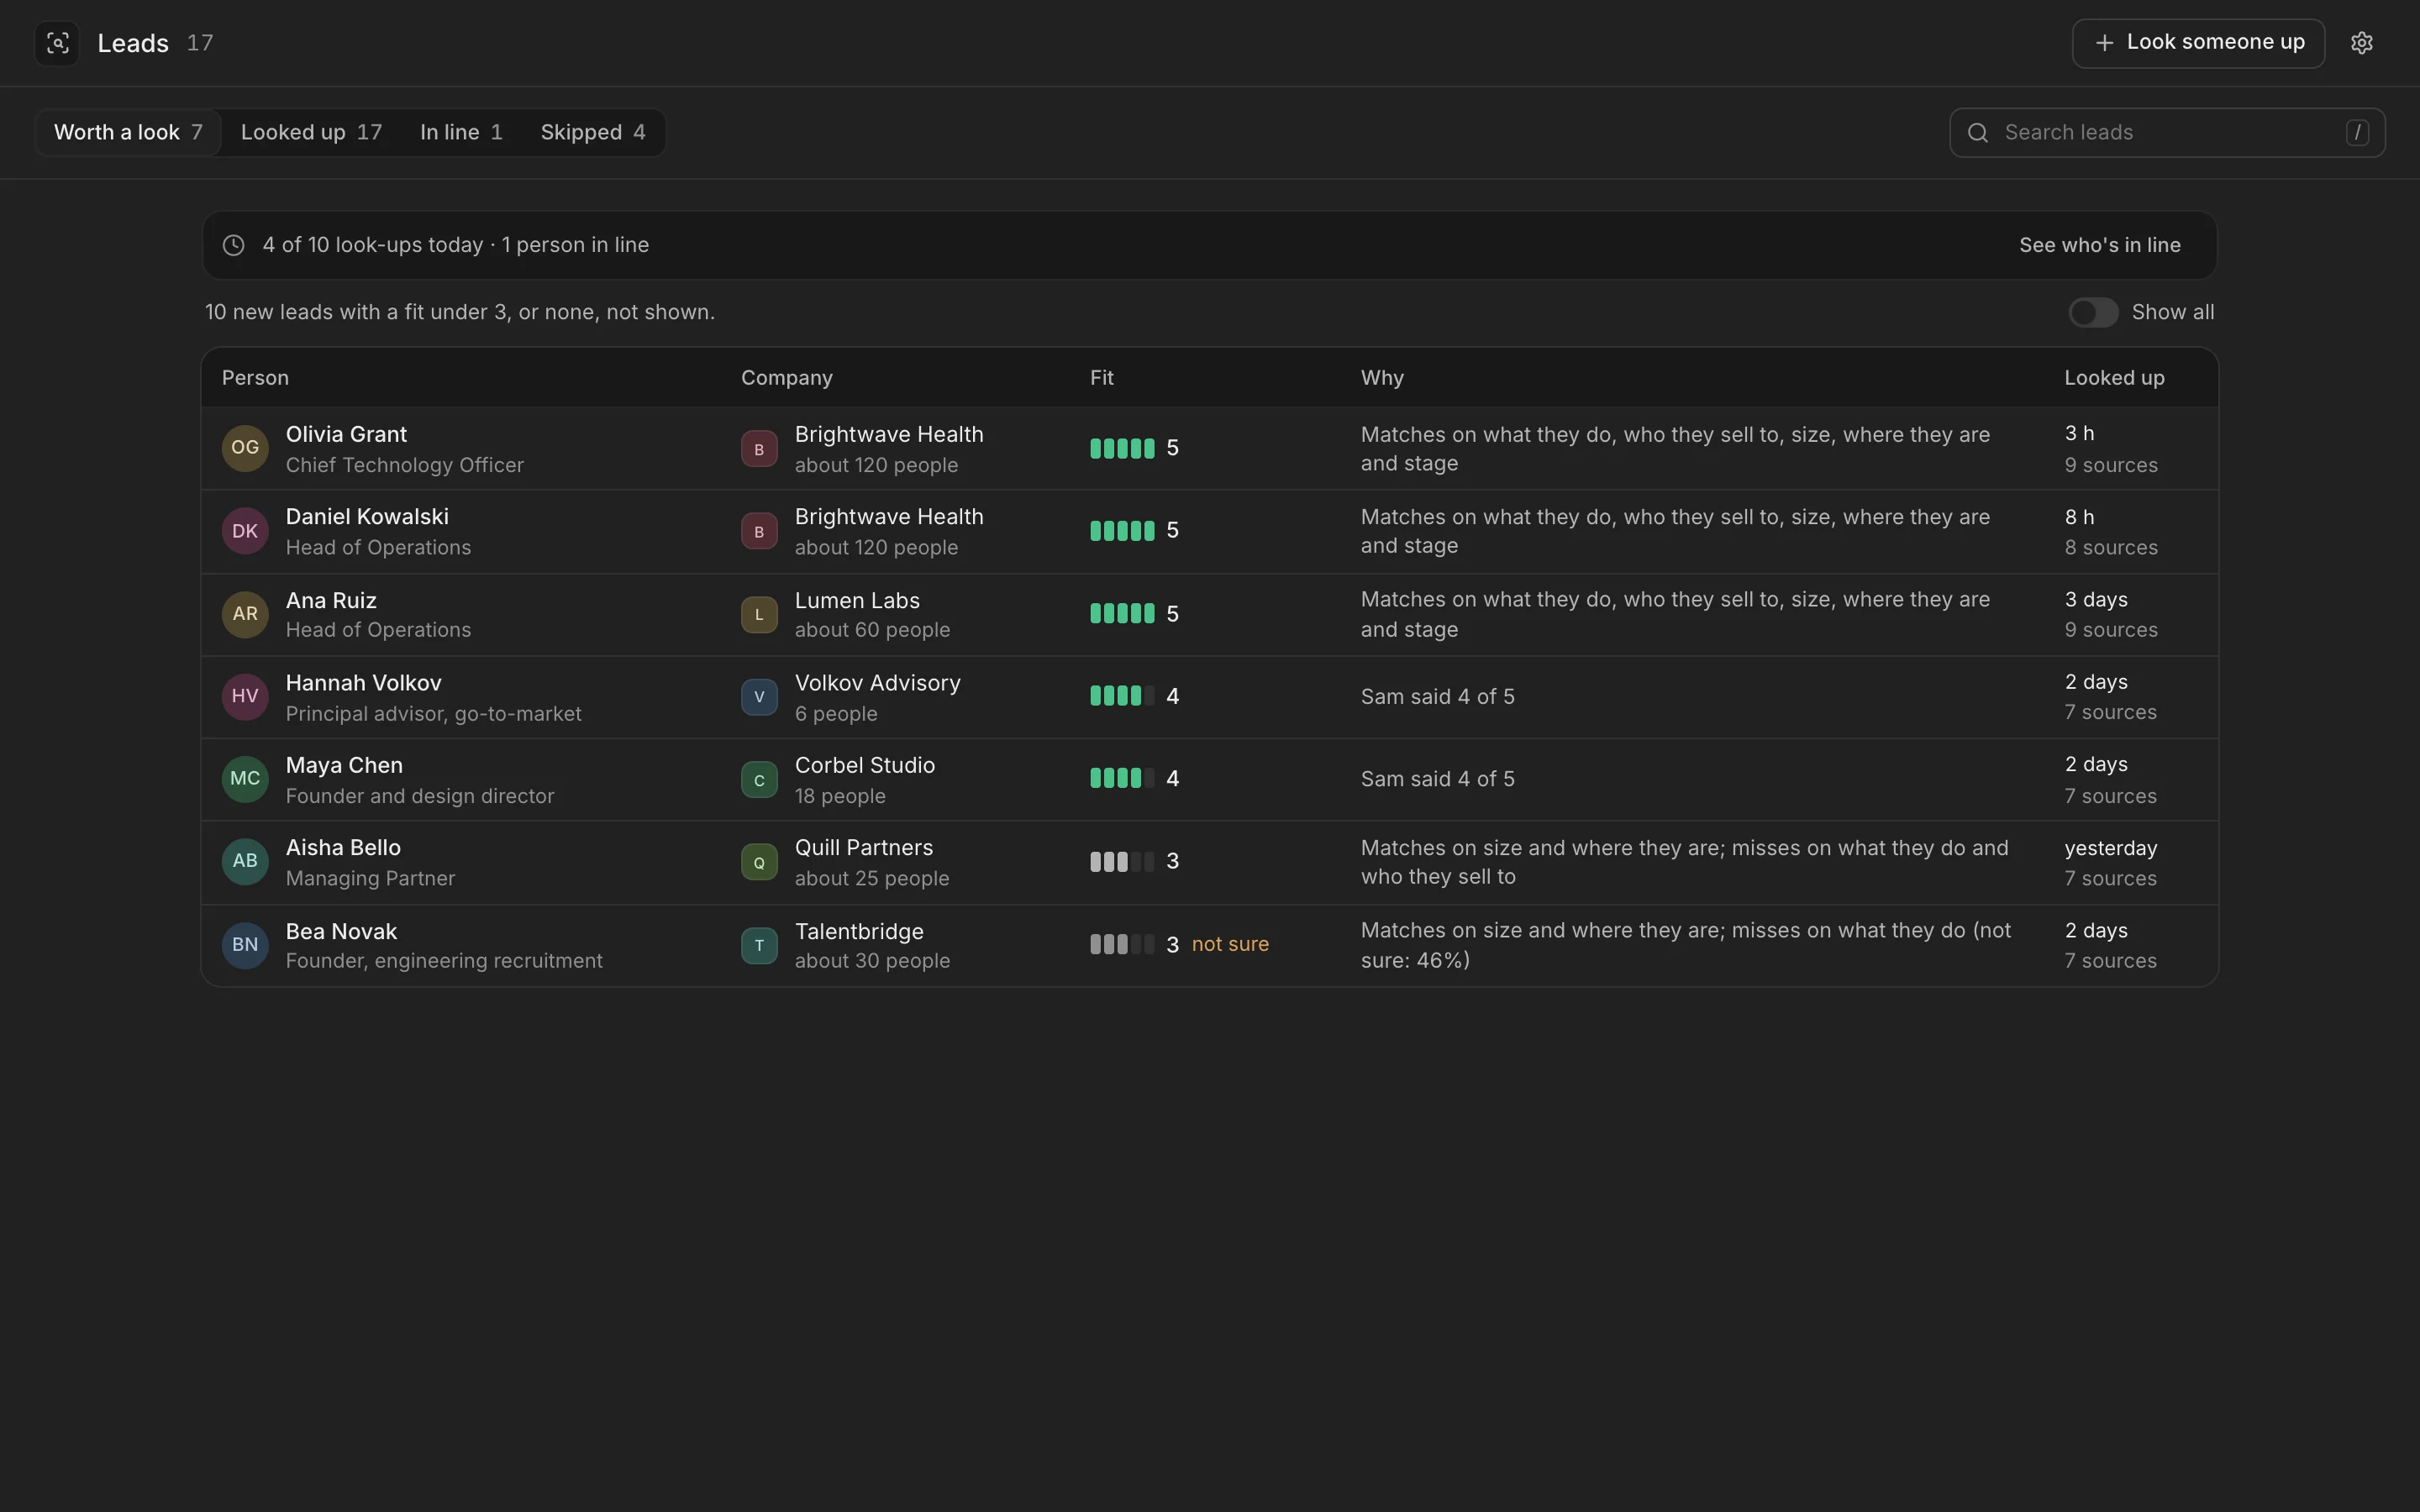 Leads 17
Look someone up
Worth a look 7
Looked up 17
In line 1
Skipped 4
Search leads
/
4 of 10 look-ups today · 1 person in line
See who's in line
10 new leads with a fit under 3, or none, not shown.
Show all
Person
Company
Fit
Why
Looked up
OG
Olivia Grant
Chief Technology Officer
B
Brightwave Health
about 120 people
5
Matches on what they do, who they sell to, size, where they are
and stage
3 h
9 sources
DK
Daniel Kowalski
Head of Operations
B
Brightwave Health
about 120 people
5
Matches on what they do, who they sell to, size, where they are
and stage
8 h
8 sources
AR
Ana Ruiz
Head of Operations
L
Lumen Labs
about 60 people
5
Matches on what they do, who they sell to, size, where they are
and stage
3 days
9 sources
HV
Hannah Volkov
Principal advisor, go-to-market
V
Volkov Advisory
6 people
4
Sam said 4 of 5
2 days
7 sources
MC
Maya Chen
Founder and design director
C
Corbel Studio
18 people
4
Sam said 4 of 5
2 days
7 sources
AB
Aisha Bello
Managing Partner
Q
Quill Partners
about 25 people
3
Matches on size and where they are; misses on what they do and
who they sell to
yesterday
7 sources
BN
Bea Novak
Founder, engineering recruitment
T
Talentbridge
about 30 people
3 not sure
Matches on size and where they are; misses on what they do (not
sure: 46%)
2 days
7 sources